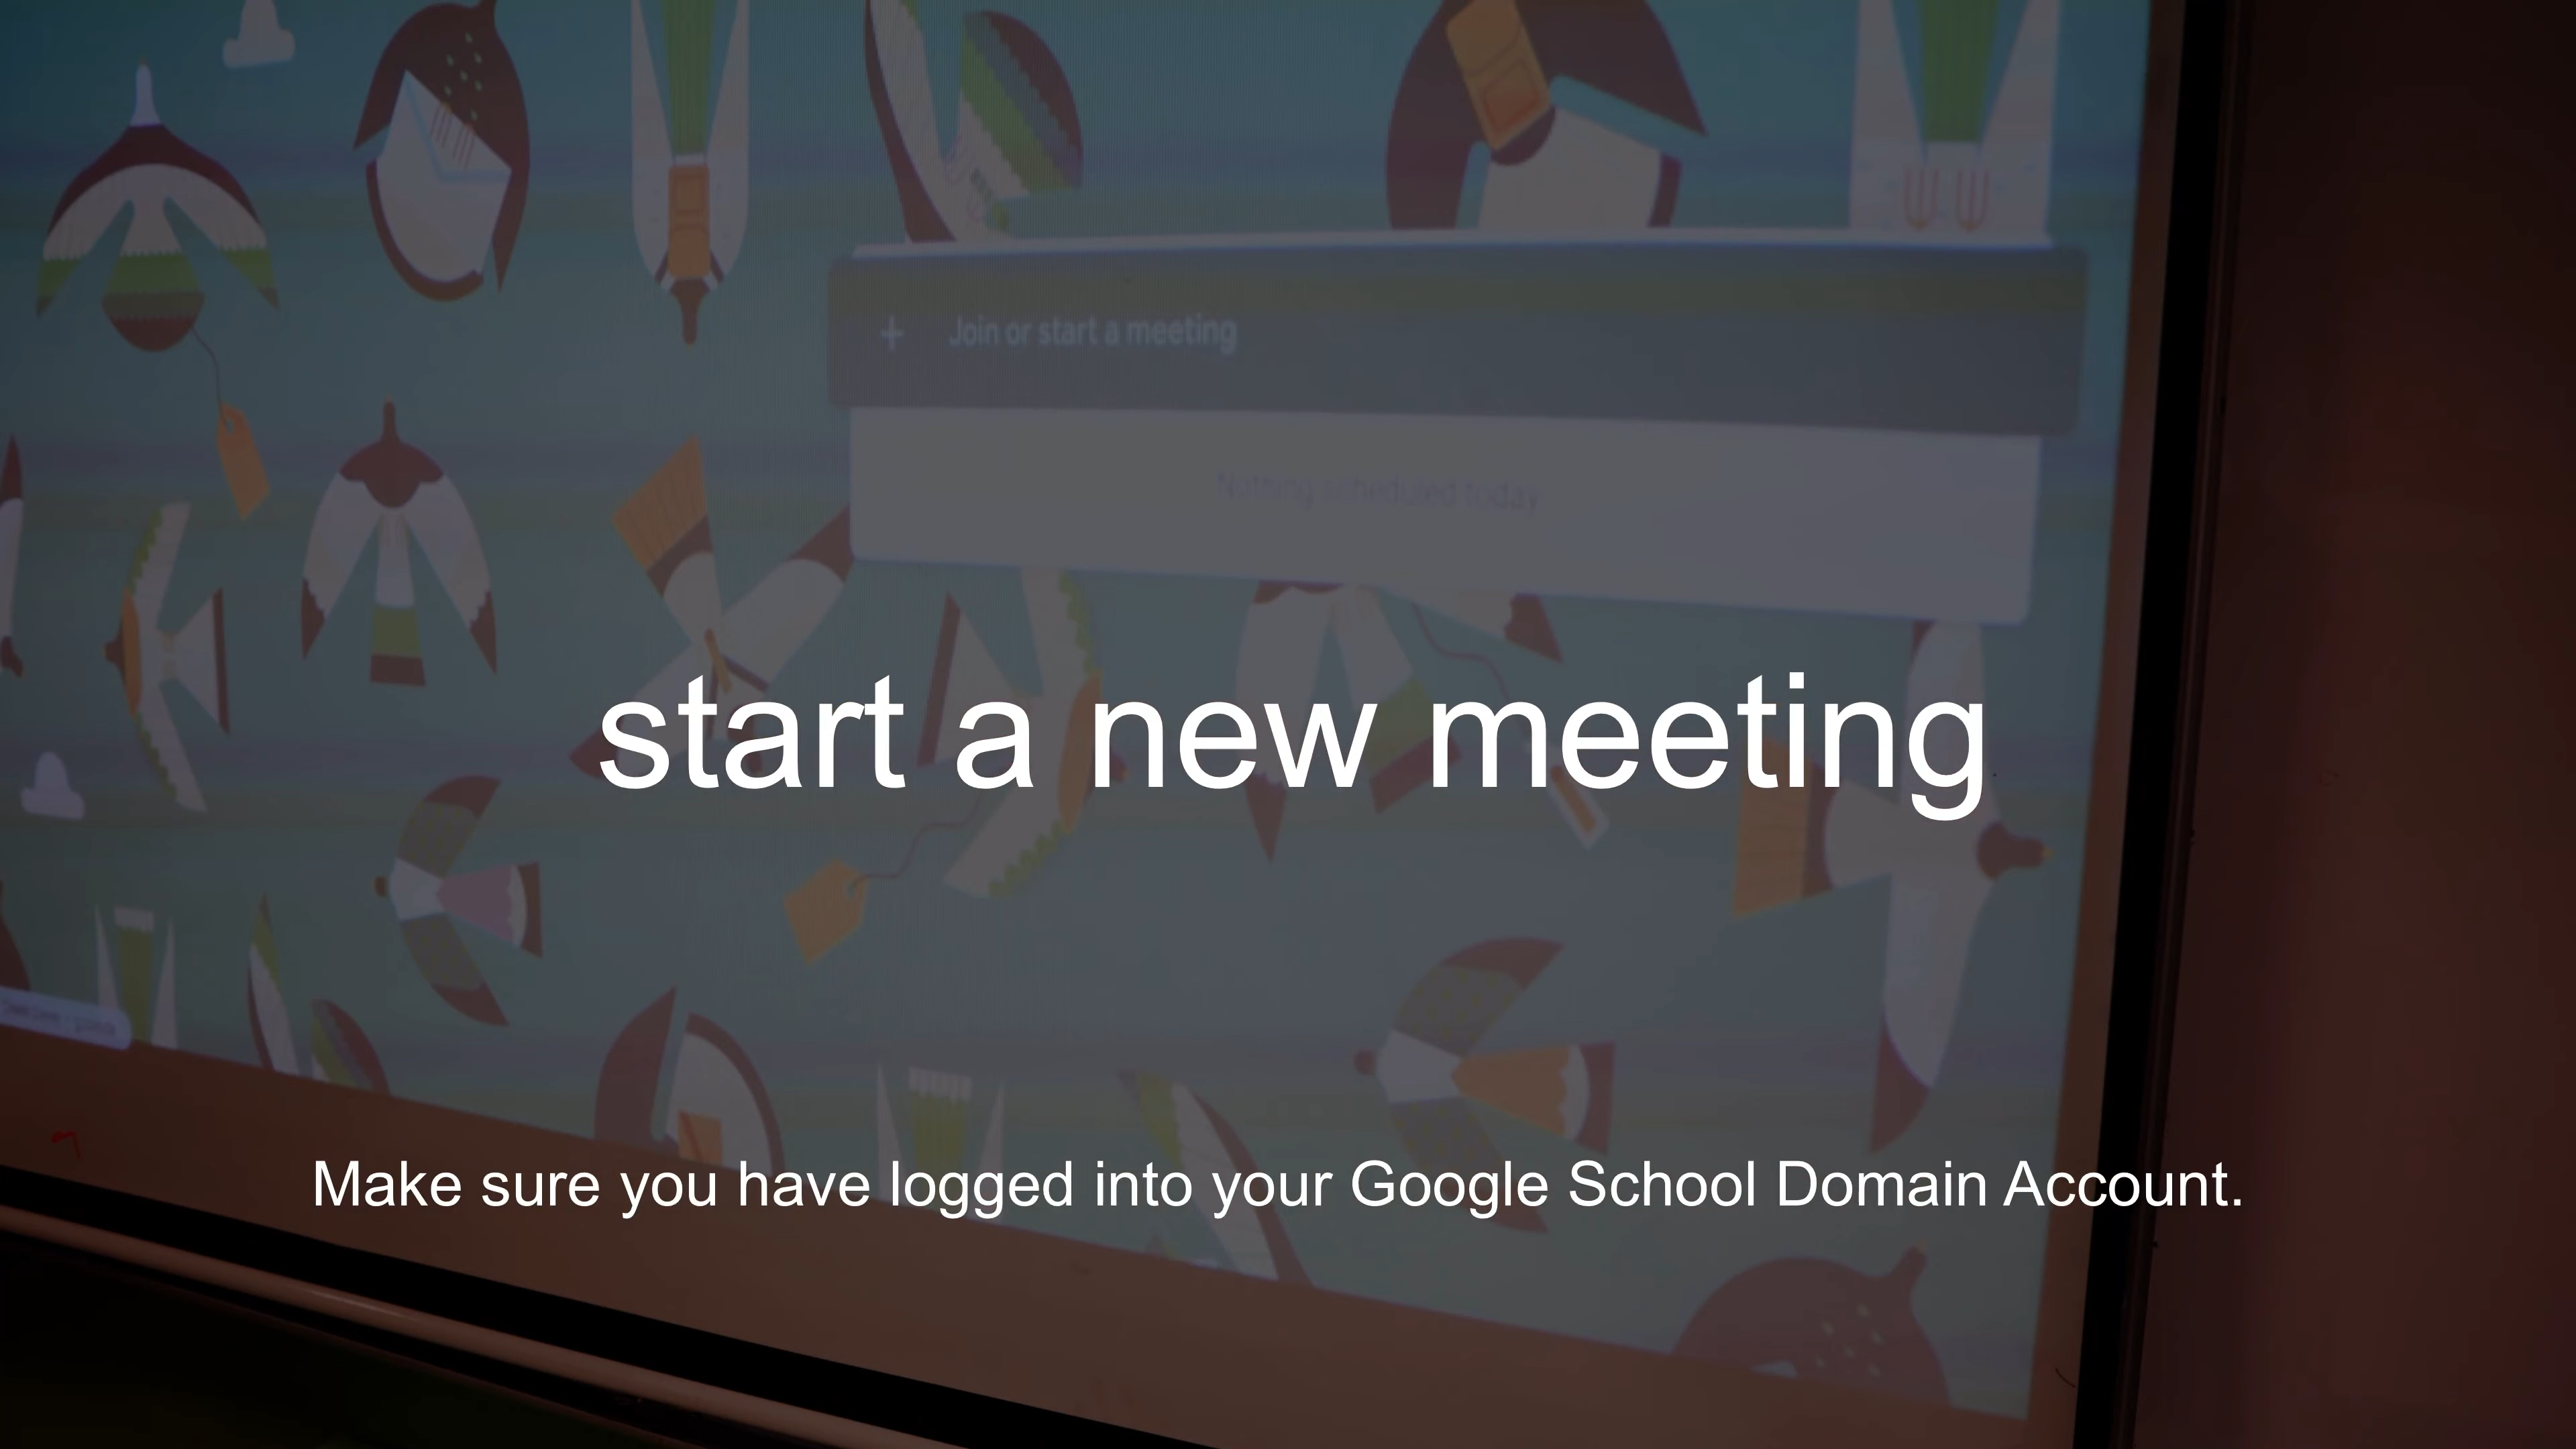 + Join or start a meeting
Nothing scheduled today
start a new meeting
Make sure you have logged into your Google School Domain Account.